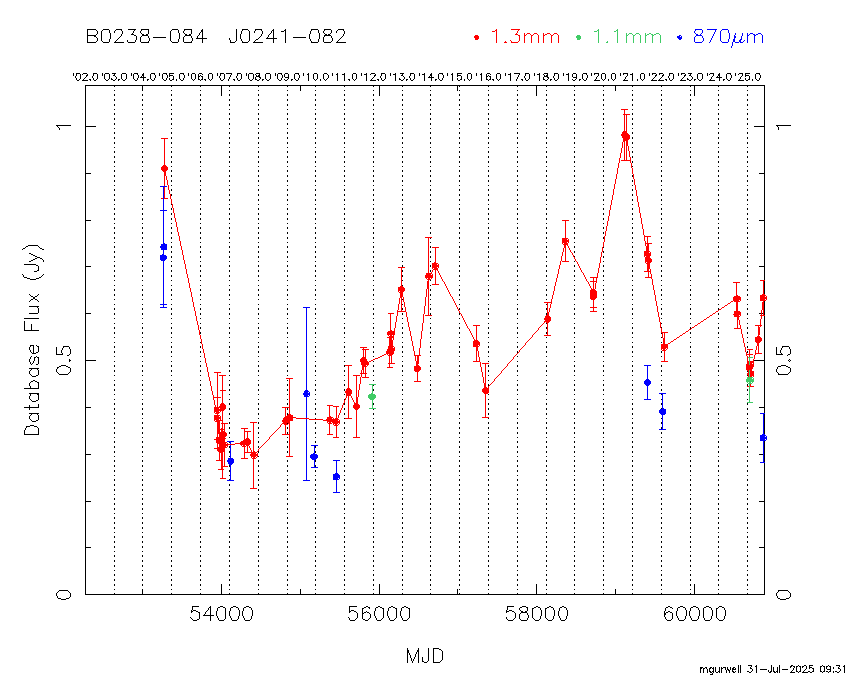 B0238-084 J0241-082 1.3mm 1.1mm 870μm
'02.0 '03.0 '04.0 '05.0 '06.0 '07.0 '08.0 '09.0 '10.0 '11.0 '12.0 '13.0 '14.0 '15.0 '16.0 '17.0 '18.0 '19.0 '20.0 '21.0 '22.0 '23.0 '24.0 '25.0
1 1
Database Flux (Jy)
0.5 0.5
0 0
54000 56000 58000 60000
MJD
mgurwell 31-Jul-2025 09:31